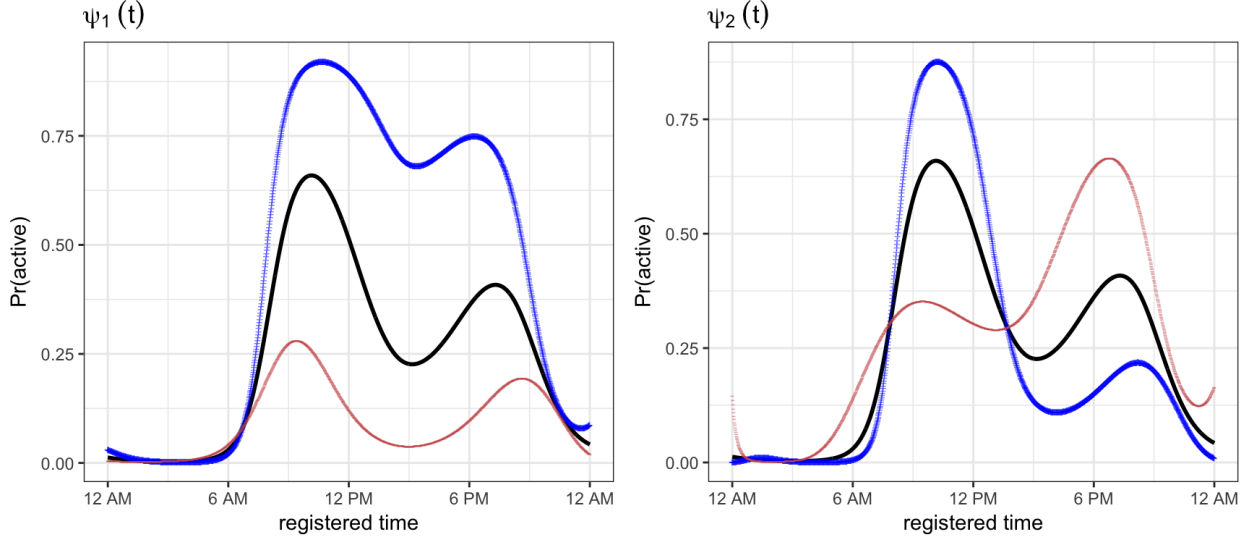 ψ₁ (t)
Pr(active)
0.75
0.50
0.25
0.00
12 AM 6 AM 12 PM 6 PM 12 AM
registered time
ψ₂ (t)
Pr(active)
0.75
0.50
0.25
0.00
12 AM 6 AM 12 PM 6 PM 12 AM
registered time